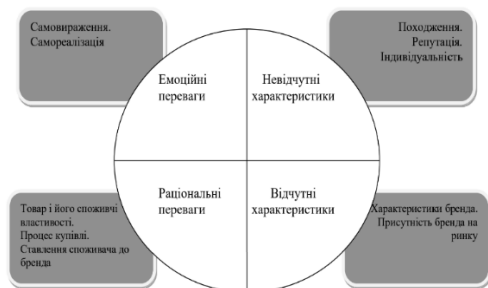 Самовираження.
Самореалізація
Походження.
Репутація.
Індивідуальність
Емоційні
переваги
Невідчутні
характеристики
Раціональні
переваги
Відчутні
характеристики
Товар і його споживчі
властивості.
Процес купівлі.
Ставлення споживача до
бренда
Характеристики бренда.
Присутність бренда на
ринку